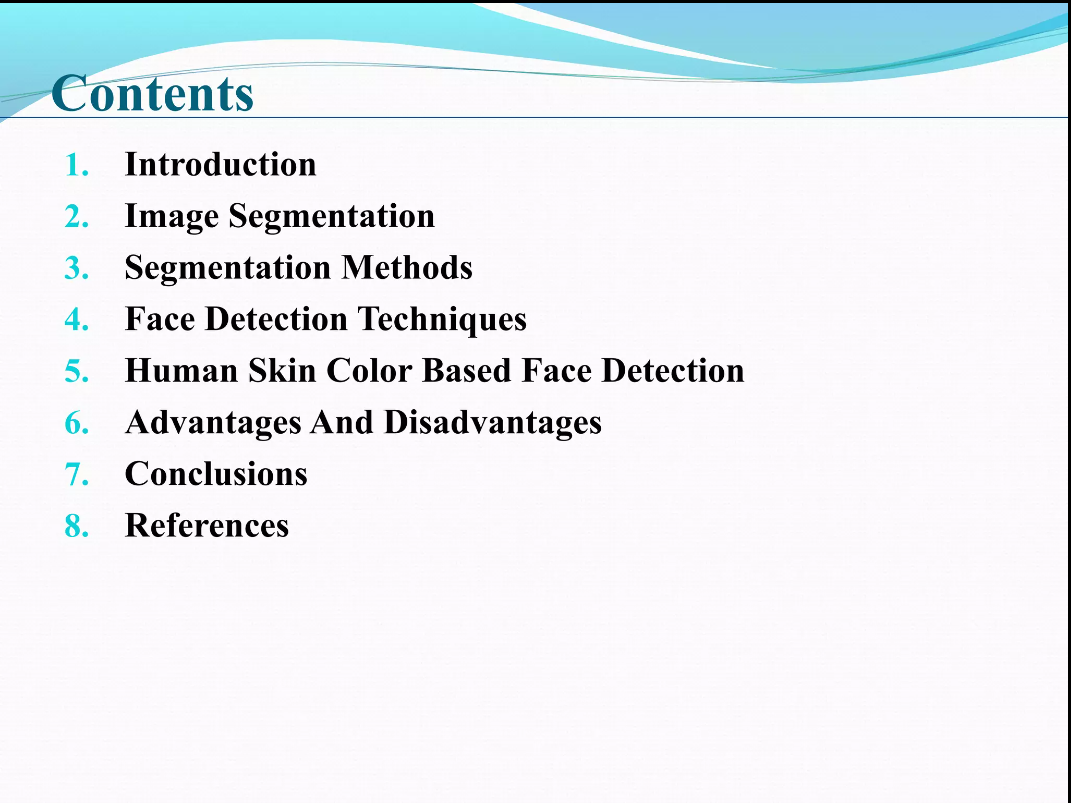 Contents
1. Introduction
2. Image Segmentation
3. Segmentation Methods
4. Face Detection Techniques
5. Human Skin Color Based Face Detection
6. Advantages And Disadvantages
7. Conclusions
8. References